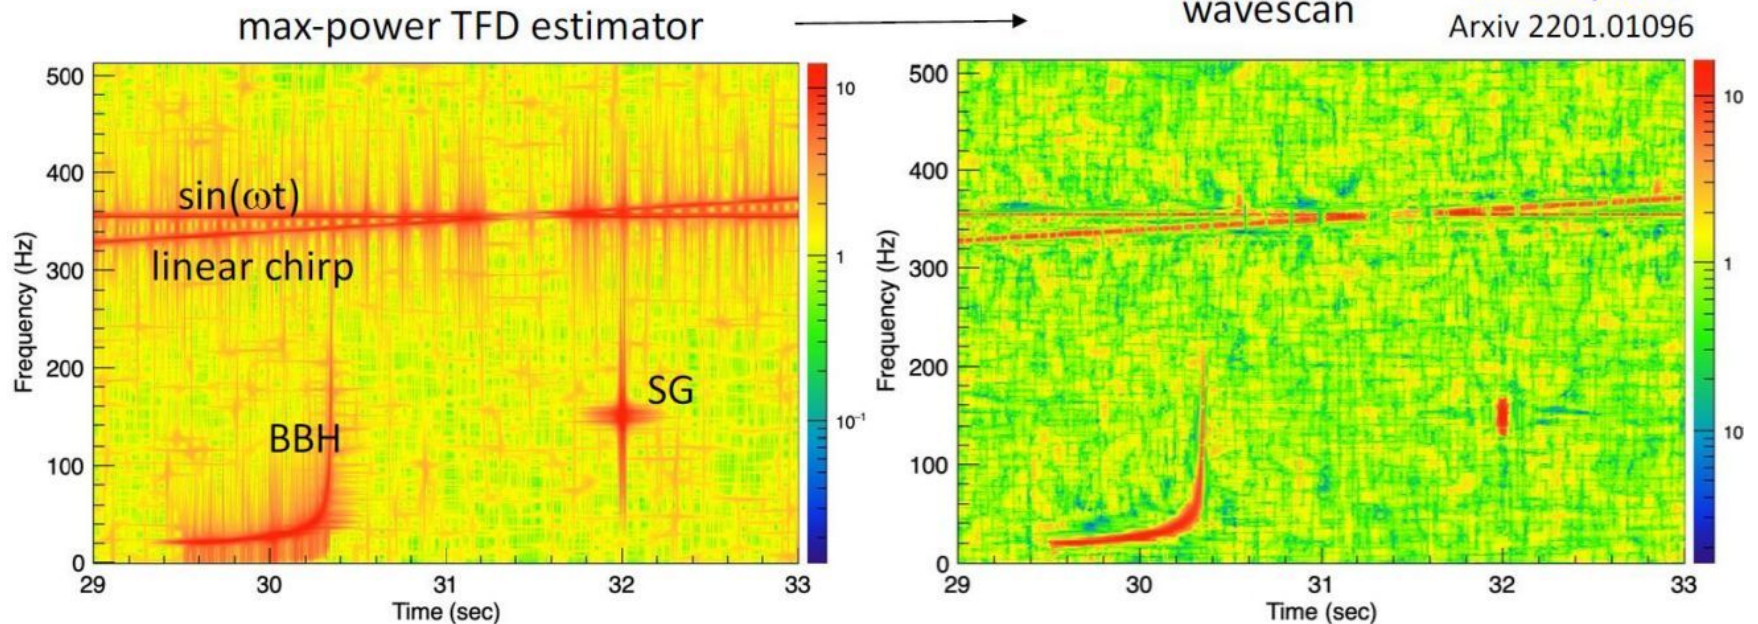 max-power TFD estimator
wavescan
Arxiv 2201.01096
500
400
300
200
100
0
Frequency (Hz)
sin(ωt)
linear chirp
BBH
SG
29
30
31
32
33
Time (sec)
10
1
10⁻¹
500
400
300
200
100
0
Frequency (Hz)
29
30
31
32
33
Time (sec)
10
1
10